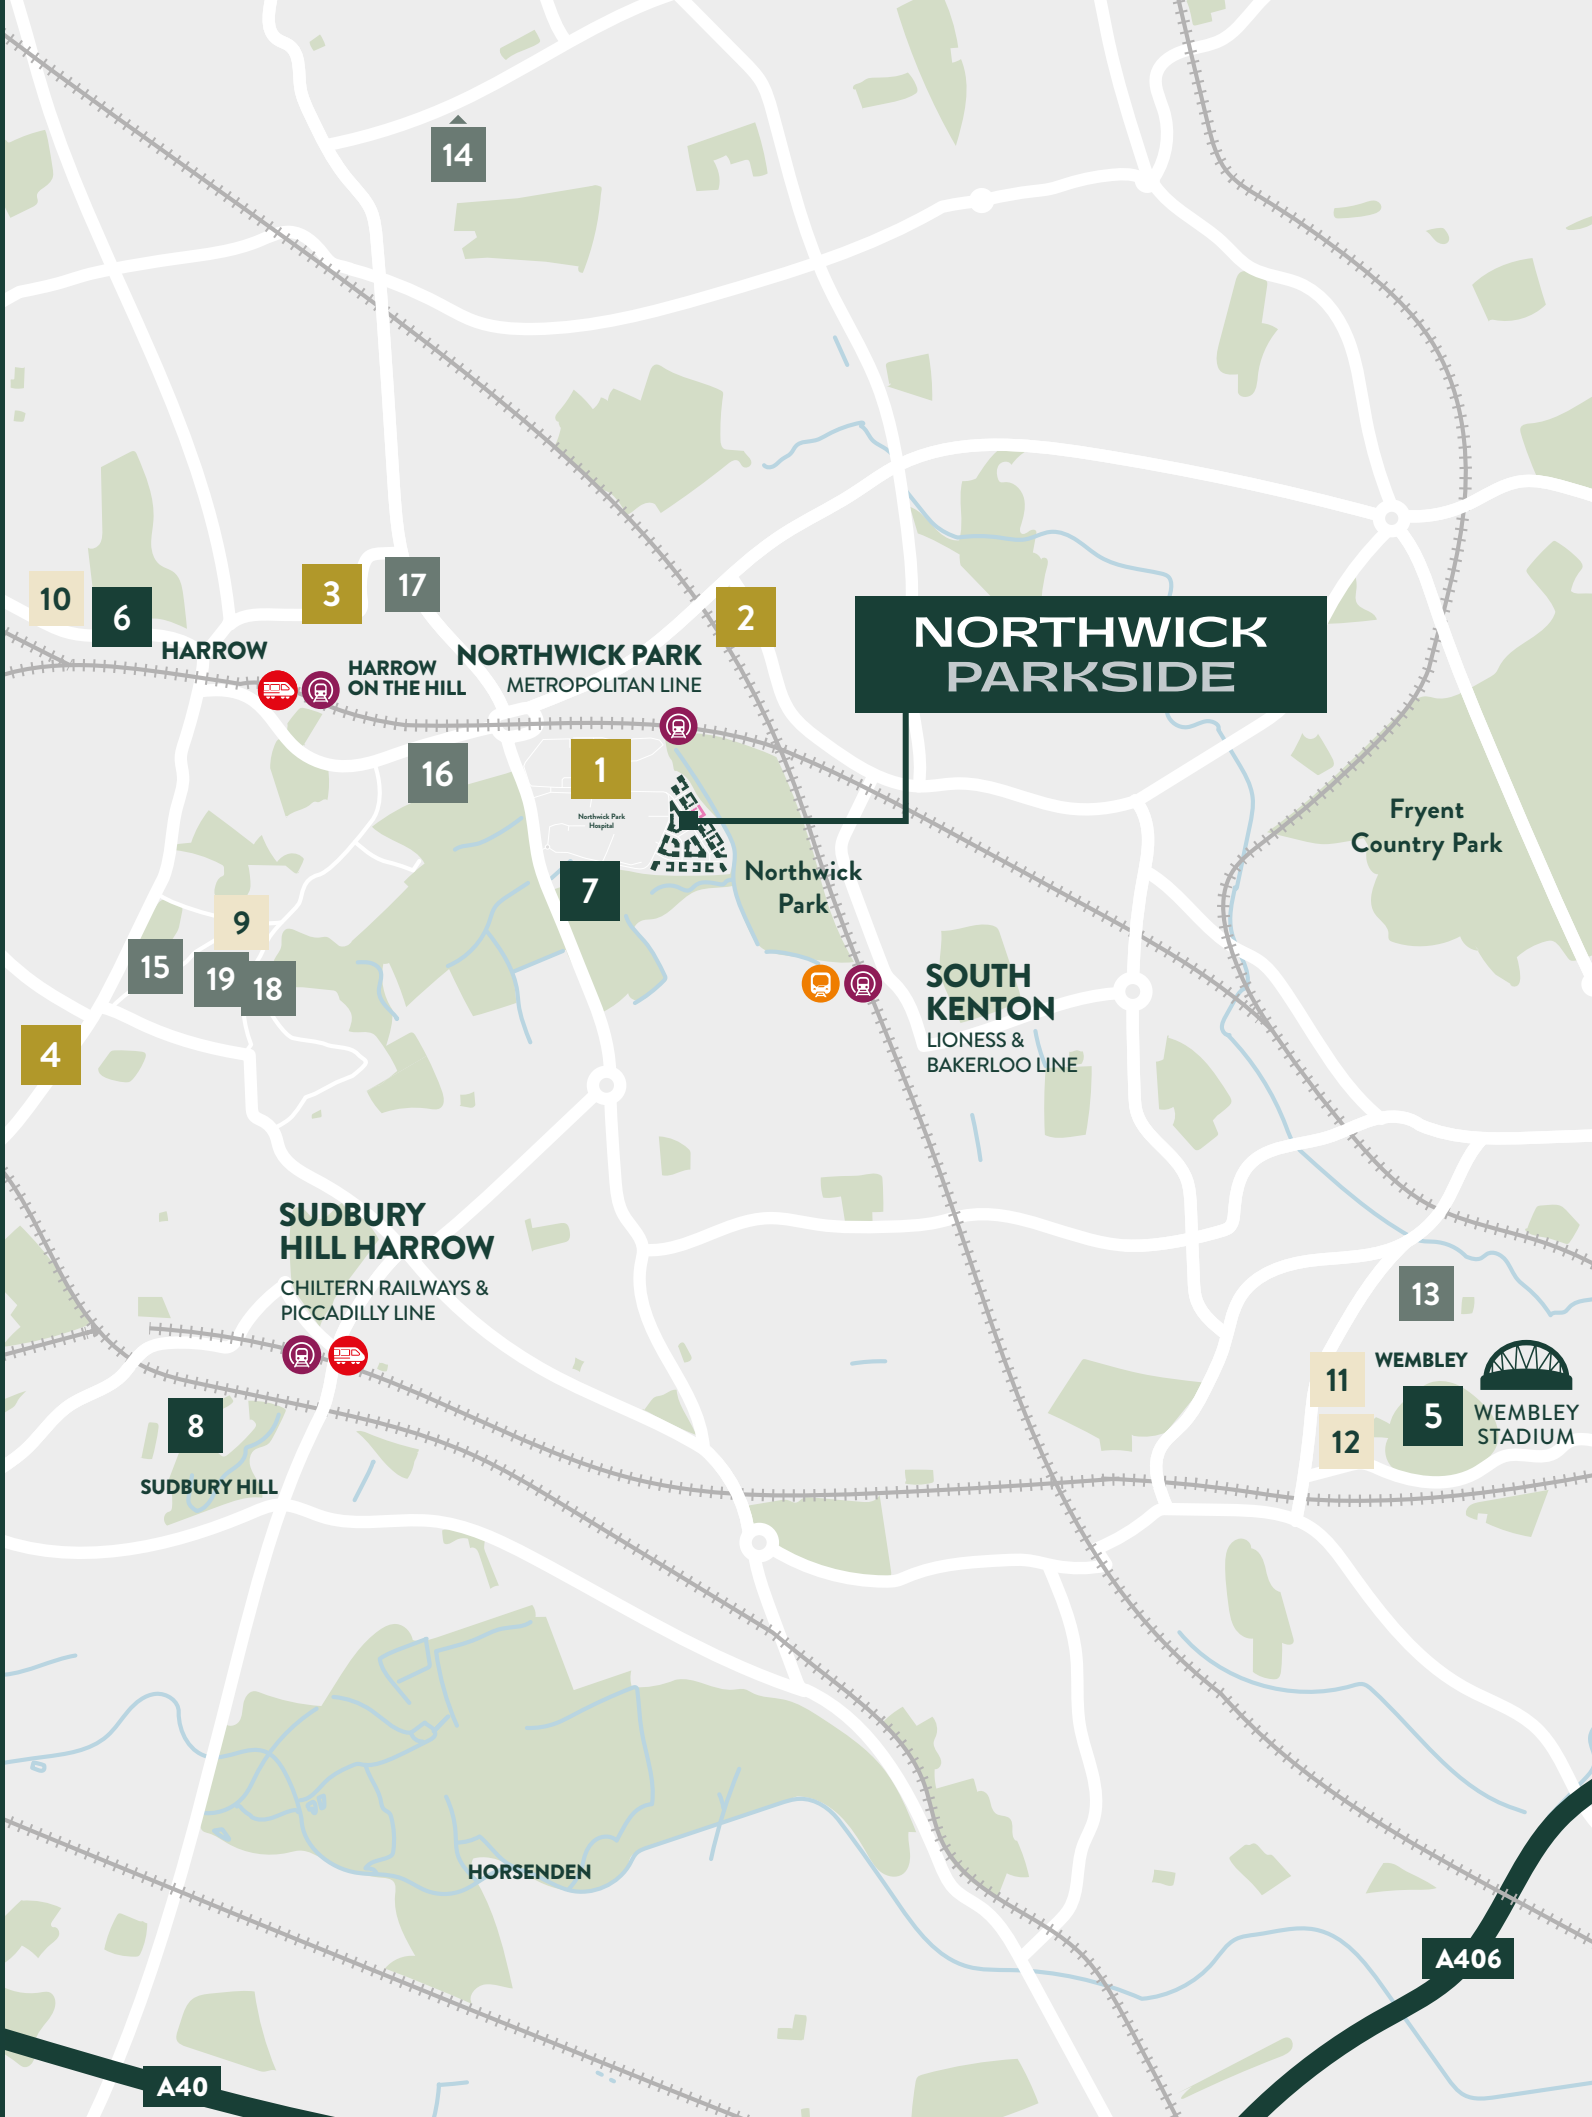 14
10
6
3
17
2
HARROW
HARROW
ON THE HILL
NORTHWICK PARK
METROPOLITAN LINE
NORTHWICK
PARKSIDE
16
1
Northwick Park
Hospital
7
Northwick
Park
Fryent
Country Park
9
15
19
18
4
SOUTH
KENTON
LIONESS &
BAKERLOO LINE
SUDBURY
HILL HARROW
CHILTERN RAILWAYS &
PICCADILLY LINE
13
11
WEMBLEY
12
5
WEMBLEY
STADIUM
8
SUDBURY HILL
HORSENDEN
A406
A40